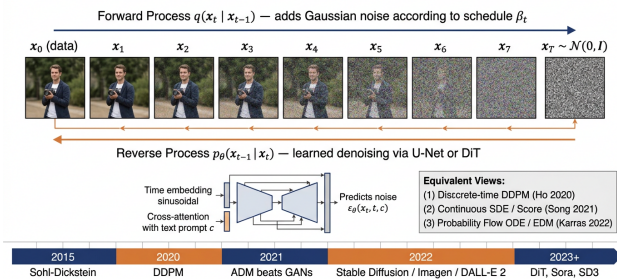 Forward Process q(x_t | x_{t−1}) — adds Gaussian noise according to schedule β_t
x_0 (data) x_1 x_2 x_3 x_4 x_5 x_6 x_7 x_T ~ 𝒩(0, I)
Reverse Process p_θ(x_{t−1} | x_t) — learned denoising via U-Net or DiT
Time embedding
sinusoidal
Cross-attention
with text prompt c
Predicts noise
ε_θ(x_t, t, c)
Equivalent Views:
(1) Disccrete-time DDPM (Ho 2020)
(2) Continuous SDE / Score (Song 2021)
(3) Probability Flow ODE / EDM (Karras 2022)
2015 2020 2021 2022 2023+
Sohl-Dickstein DDPM ADM beats GANs Stable Diffusion / Imagen / DALL-E 2 DiT, Sora, SD3